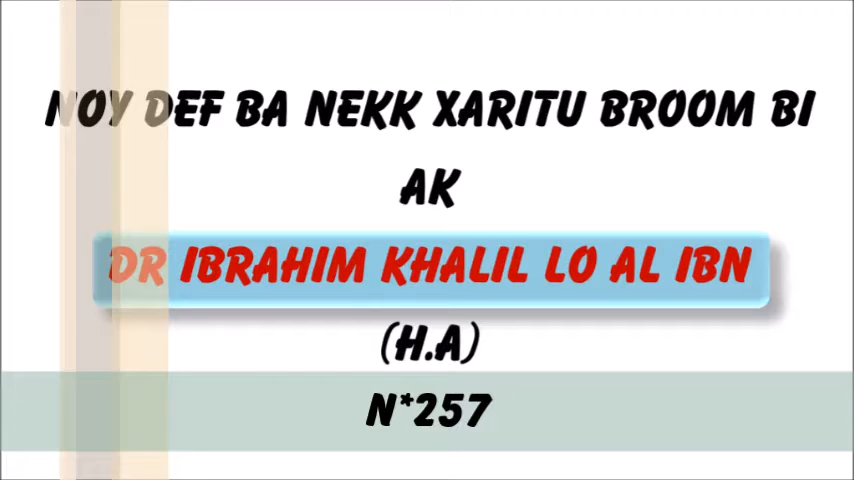 NOY DEF BA NEKK XARITU BROOM BI
AK
DR IBRAHIM KHALIL LO AL IBN
(H.A)
N*257